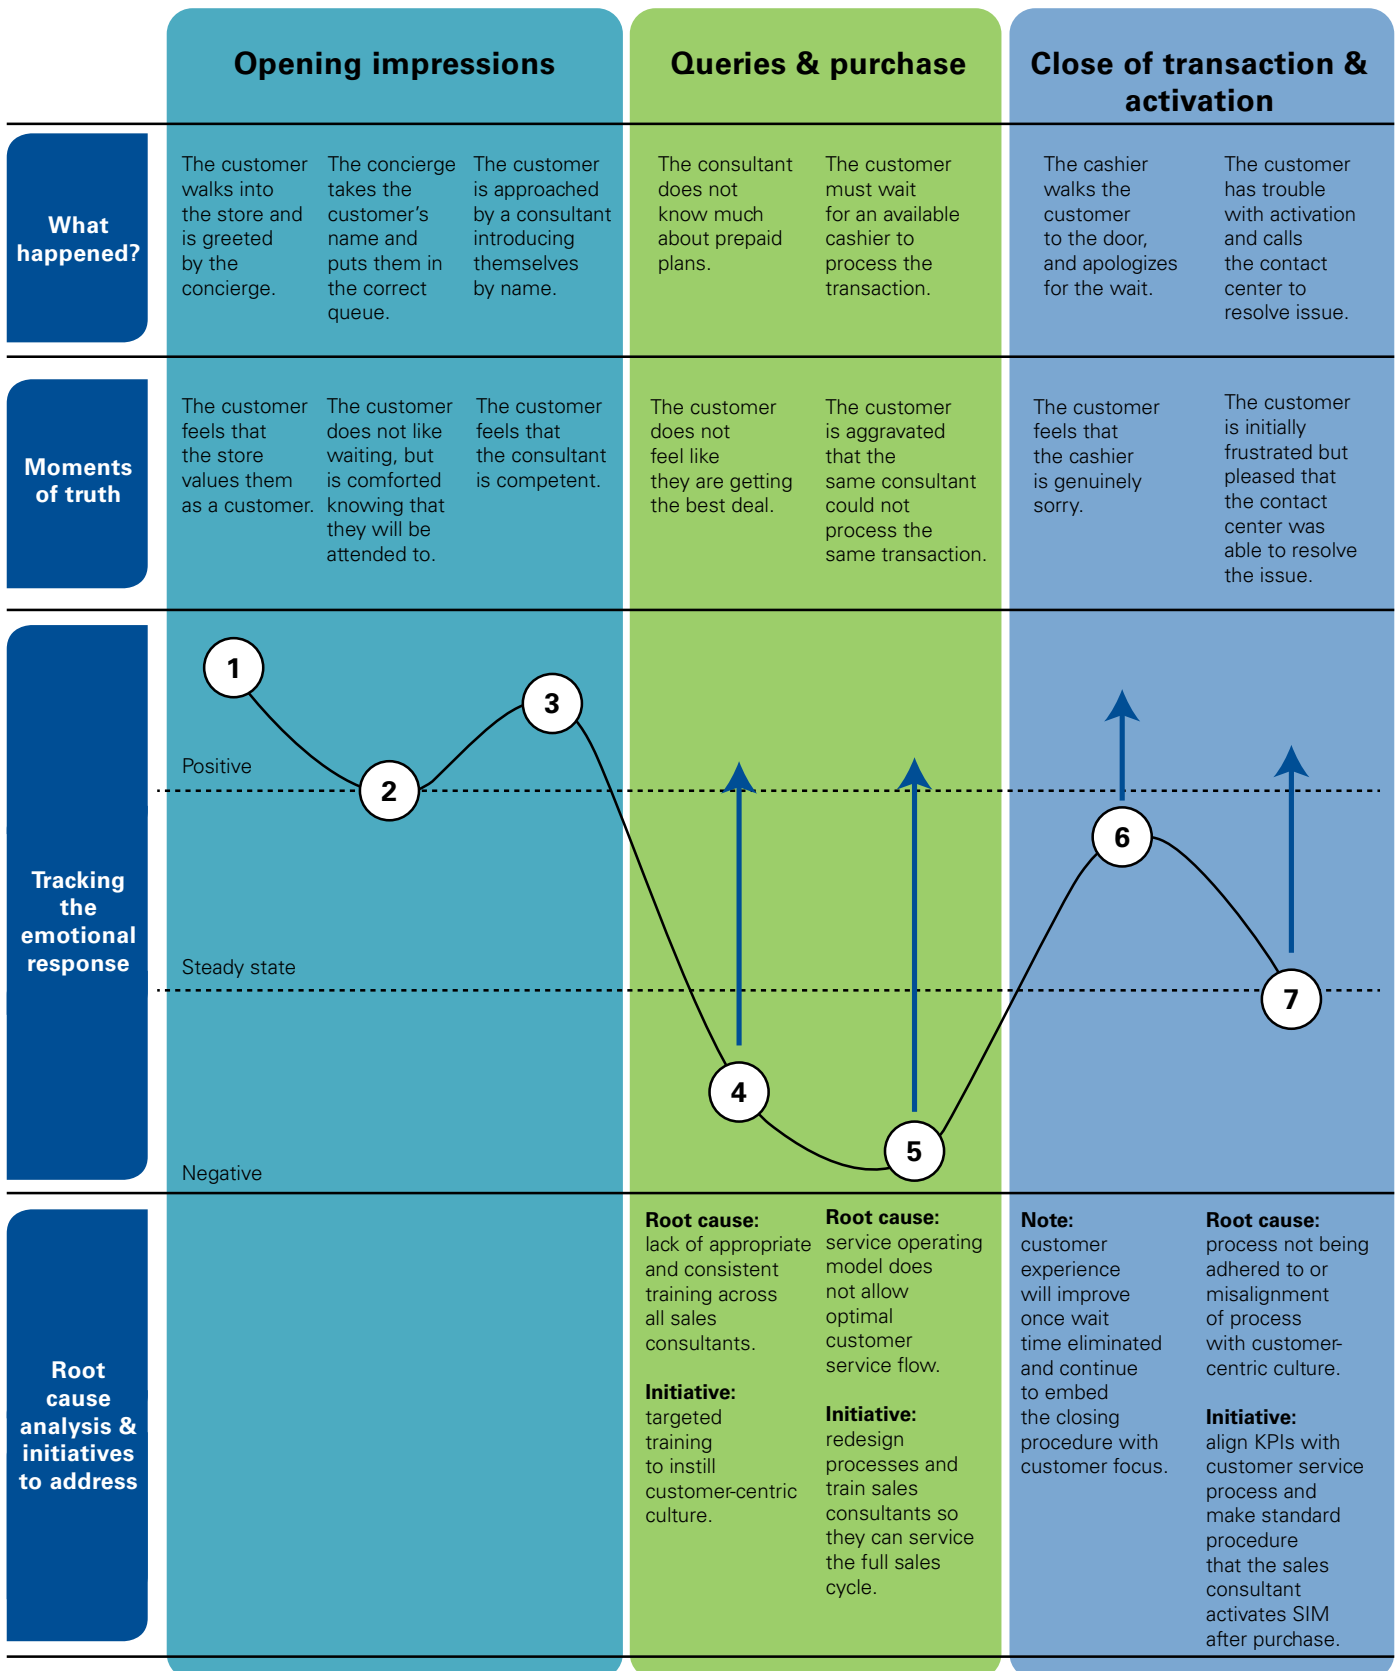 Opening impressions
Queries & purchase
Close of transaction &
activation
What
happened?
The customer
walks into
the store and
is greeted
by the
concierge.
The concierge
takes the
customer's
name and
puts them in
the correct
queue.
The customer
is approached
by a consultant
introducing
themselves
by name.
The consultant
does not
know much
about prepaid
plans.
The customer
must wait
for an available
cashier to
process the
transaction.
The cashier
walks the
customer
to the door,
and apologizes
for the wait.
The customer
has trouble
with activation
and calls
the contact
center to
resolve issue.
Moments
of truth
The customer
feels that
the store
values them
as a customer.
The customer
does not like
waiting, but
is comforted
knowing that
they will be
attended to.
The customer
feels that
the consultant
is competent.
The customer
does not
feel like
they are getting
the best deal.
The customer
is aggravated
that the
same consultant
could not
process the
same transaction.
The customer
feels that
the cashier
is genuinely
sorry.
The customer
is initially
frustrated but
pleased that
the contact
center was
able to resolve
the issue.
Tracking
the
emotional
response
1
2
3
4
5
6
7
Positive
Steady state
Negative
Root
cause
analysis &
initiatives
to address
Root cause:
lack of appropriate
and consistent
training across
all sales
consultants.
Initiative:
targeted
training
to instill
customer-centric
culture.
Root cause:
service operating
model does
not allow
optimal
customer
service flow.
Initiative:
redesign
processes and
train sales
consultants so
they can service
the full sales
cycle.
Note:
customer
experience
will improve
once wait
time eliminated
and continue
to embed
the closing
procedure with
customer focus.
Root cause:
process not being
adhered to or
misalignment
of process
with customer-
centric culture.
Initiative:
align KPIs with
customer service
process and
make standard
procedure
that the sales
consultant
activates SIM
after purchase.